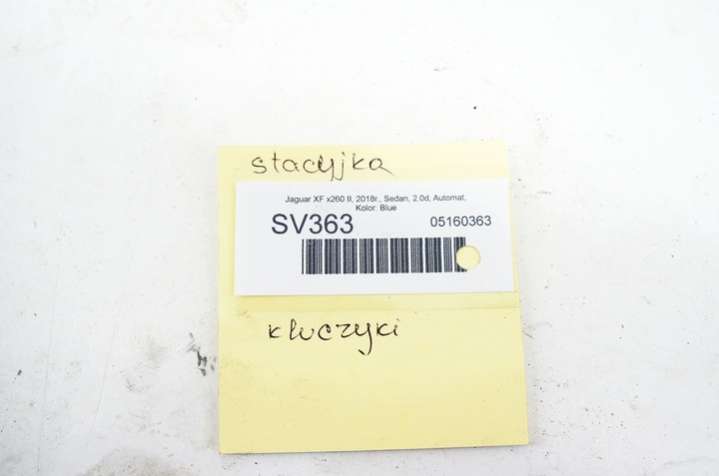 stacyjka
Jaguar XF x260 II, 2018r., Sedan, 2.0d, Automat,
Kolor: Blue
SV363 05160363
kluczyki